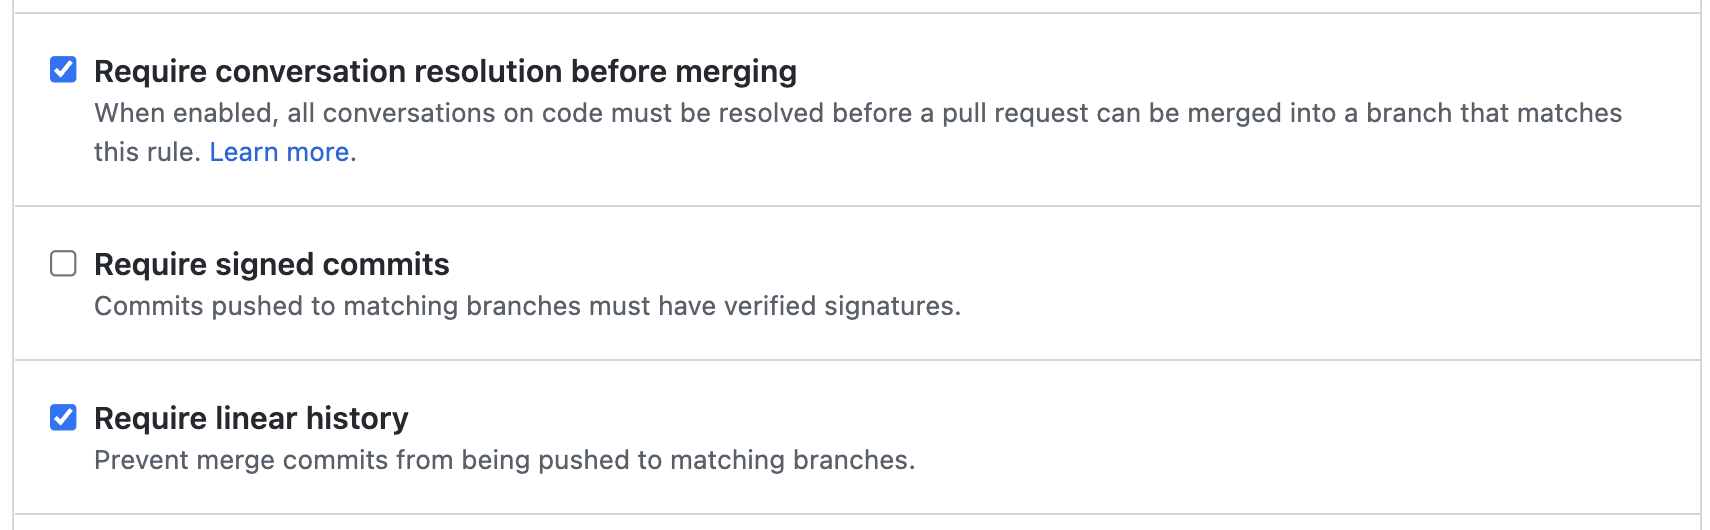 Require conversation resolution before merging
When enabled, all conversations on code must be resolved before a pull request can be merged into a branch that matches
this rule. Learn more.
Require signed commits
Commits pushed to matching branches must have verified signatures.
Require linear history
Prevent merge commits from being pushed to matching branches.